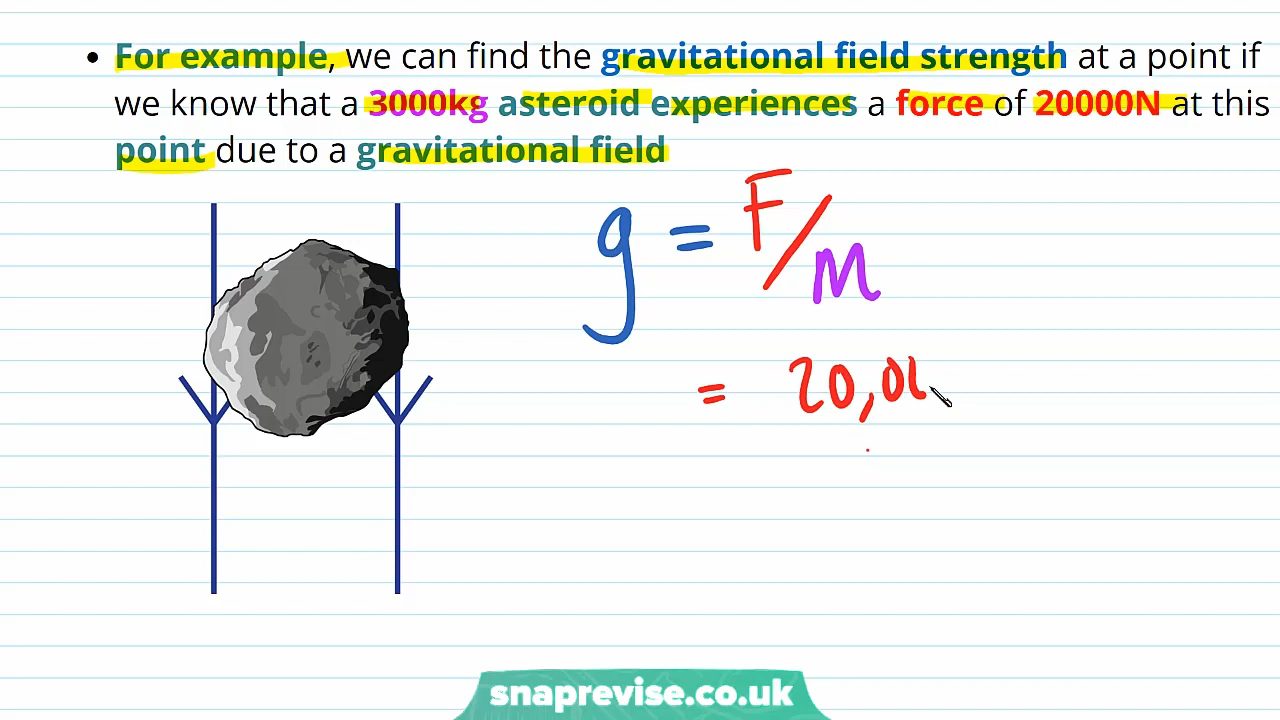 • For example, we can find the gravitational field strength at a point if
we know that a 3000kg asteroid experiences a force of 20000N at this
point due to a gravitational field
g = F/M
= 20,00
snaprevise.co.uk